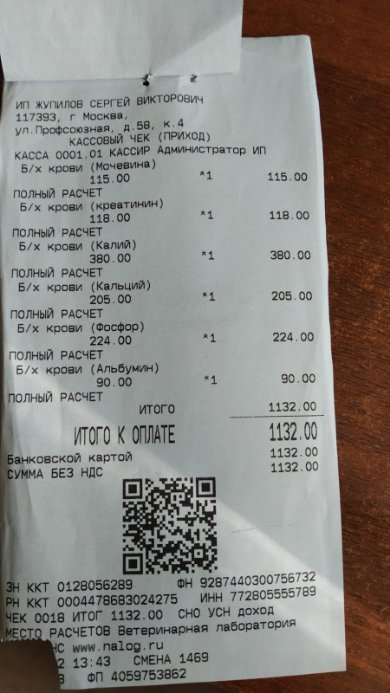 ИП ЖУПИЛОВ СЕРГЕЙ ВИКТОРОВИЧ
117393, г Москва,
ул.Профсоюзная, д.58, к.4
КАССОВЫЙ ЧЕК (ПРИХОД)
КАССА 0001.01 КАССИР Администратор ИП
Б/х крови (Мочевина)
115.00 *1 115.00
ПОЛНЫЙ РАСЧЕТ
Б/х крови (креатинин)
118.00 *1 118.00
ПОЛНЫЙ РАСЧЕТ
Б/х крови (Калий)
380.00 *1 380.00
ПОЛНЫЙ РАСЧЕТ
Б/х крови (Кальций)
205.00 *1 205.00
ПОЛНЫЙ РАСЧЕТ
Б/х крови (Фосфор)
224.00 *1 224.00
ПОЛНЫЙ РАСЧЕТ
Б/х крови (Альбумин)
90.00 *1 90.00
ПОЛНЫЙ РАСЧЕТ
ИТОГО 1132.00
ИТОГО К ОПЛАТЕ 1132.00
Банковской картой 1132.00
СУММА БЕЗ НДС 1132.00
ЗН ККТ 0128056289 ФН 9287440300756732
РН ККТ 0004478683024275 ИНН 772805555789
ЧЕК 0018 ИТОГ 1132.00 СНО УСН доход
МЕСТО РАСЧЕТОВ Ветеринарная лаборатория
www.nalog.ru
13:43 СМЕНА 1469
ФП 4059753862